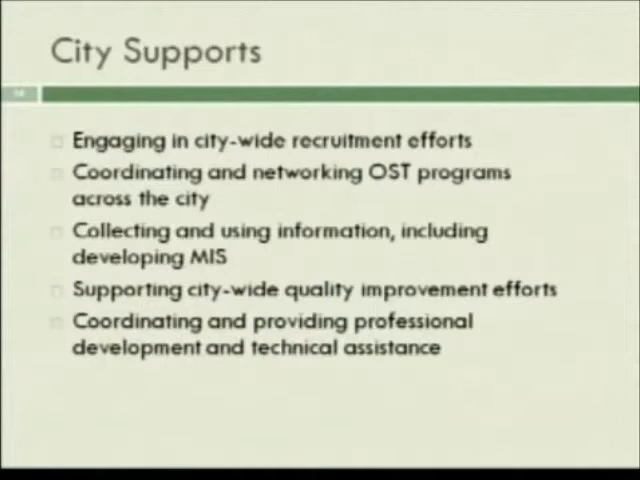 City Supports
Engaging in city-wide recruitment efforts
Coordinating and networking OST programs
across the city
Collecting and using information, including
developing MIS
Supporting city-wide quality improvement efforts
Coordinating and providing professional
development and technical assistance